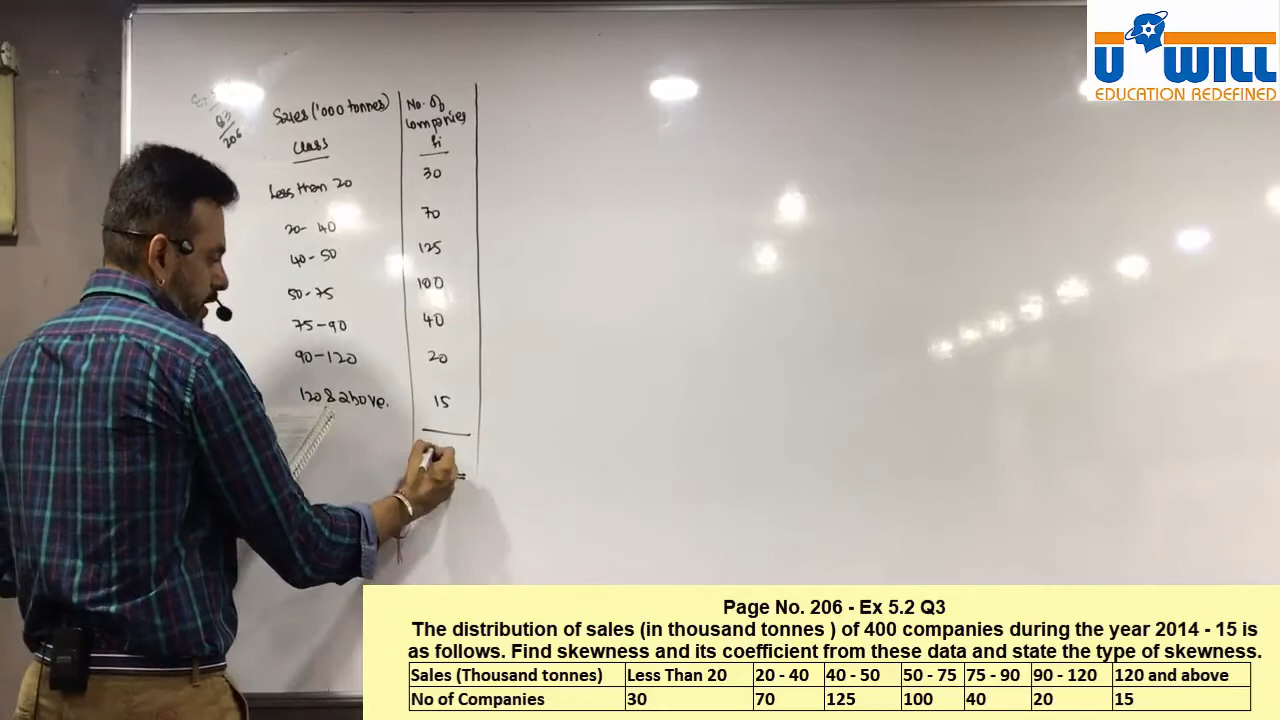 U WILL
EDUCATION REDEFINED
Q3
206
Sales ('000 tonnes)
class
No. of
companies
fi
Less than 20 30
20 - 40 70
40 - 50 125
50 - 75 100
75 - 90 40
90 - 120 20
120 & above. 15
Page No. 206 - Ex 5.2 Q3
The distribution of sales (in thousand tonnes ) of 400 companies during the year 2014 - 15 is
as follows. Find skewness and its coefficient from these data and state the type of skewness.
Sales (Thousand tonnes) Less Than 20 20 - 40 40 - 50 50 - 75 75 - 90 90 - 120 120 and above
No of Companies 30 70 125 100 40 20 15